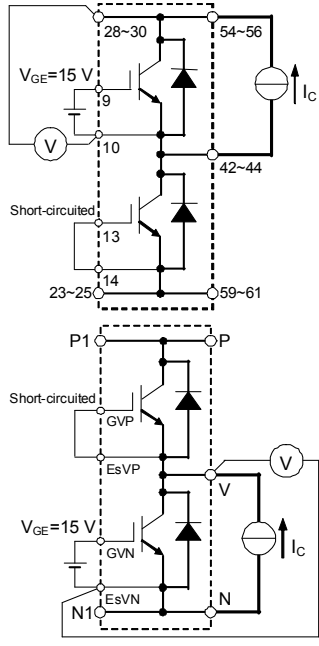 28~30
54~56
VGE=15 V
9
IC
V
10
42~44
Short-circuited
13
14
23~25
59~61
P1
P
Short-circuited
GVP
EsVP
V
V
VGE=15 V
GVN
IC
EsVN
N1
N